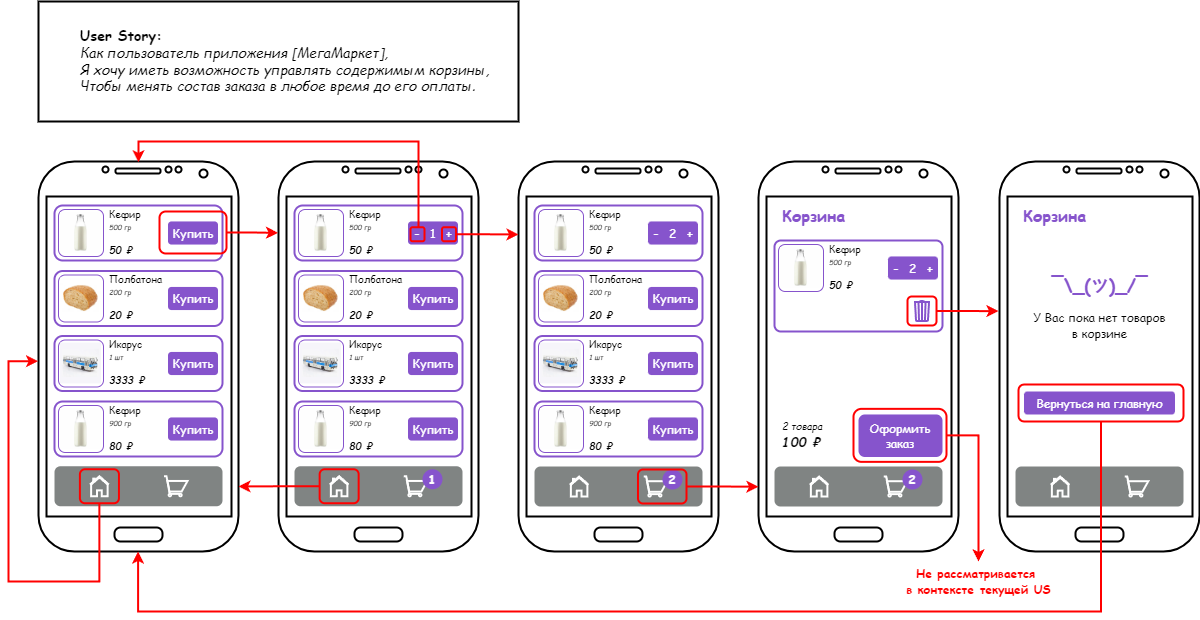 User Story:
Как пользователь приложения [МегаМаркет],
Я хочу иметь возможность управлять содержимым корзины,
Чтобы менять состав заказа в любое время до его оплаты.
Кефир
500 гр
50 ₽
Купить
Полбатона
200 гр
20 ₽
Купить
Икарус
1 шт
3333 ₽
Купить
Кефир
900 гр
80 ₽
Купить
Кефир
500 гр
50 ₽
- 1 +
Полбатона
200 гр
20 ₽
Купить
Икарус
1 шт
3333 ₽
Купить
Кефир
900 гр
80 ₽
Купить
1
Кефир
500 гр
50 ₽
- 2 +
Полбатона
200 гр
20 ₽
Купить
Икарус
1 шт
3333 ₽
Купить
Кефир
900 гр
80 ₽
Купить
2
Корзина
Кефир
500 гр
50 ₽
- 2 +
2 товара
100 ₽
Оформить
заказ
2
Корзина
¯\_(ツ)_/¯
У Вас пока нет товаров
в корзине
Вернуться на главную
Не рассматривается
в контексте текущей US